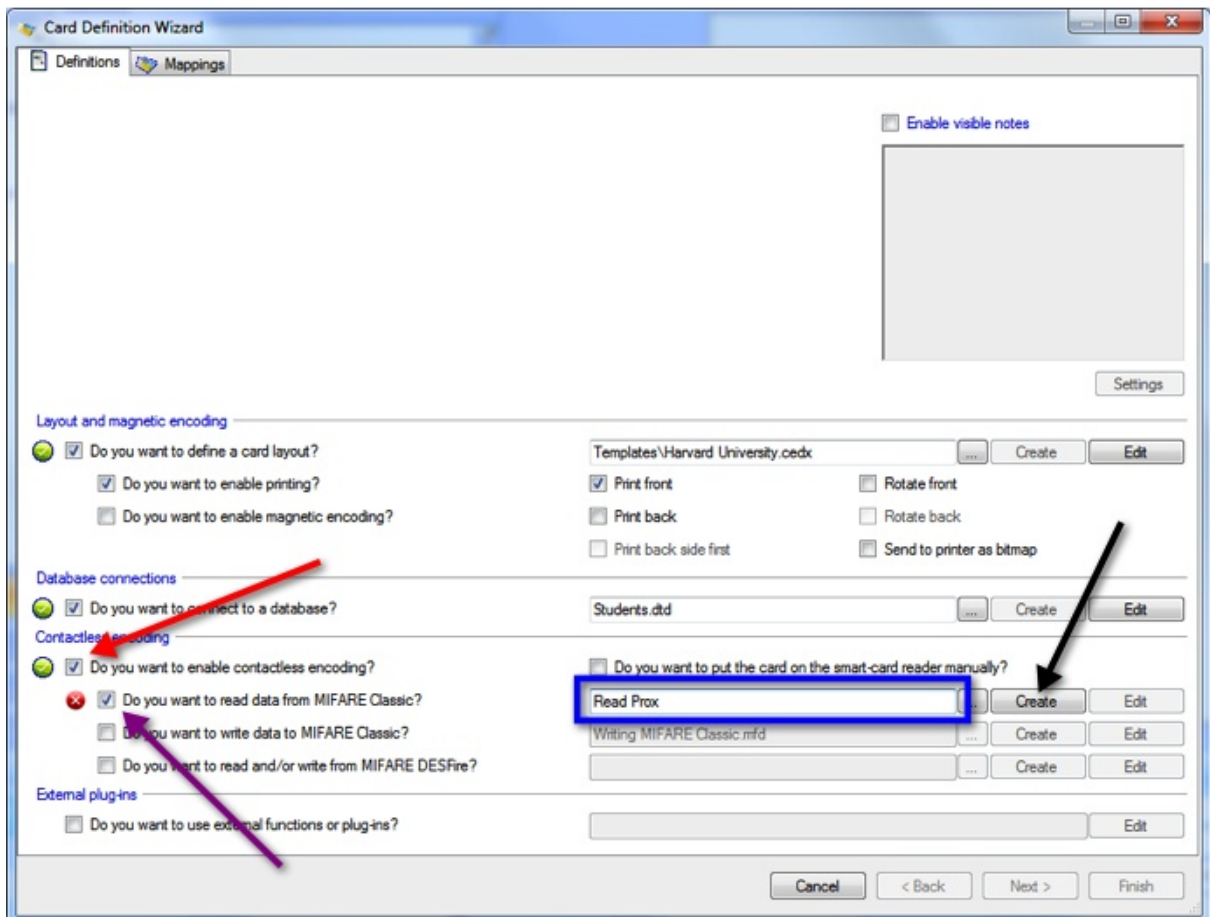 Card Definition Wizard
Definitions Mappings
Enable visible notes
Settings
Layout and magnetic encoding
Do you want to define a card layout? Templates\Harvard University.cedx ... Create Edit
Do you want to enable printing? Print front Rotate front
Do you want to enable magnetic encoding? Print back Rotate back
Print back side first Send to printer as bitmap
Database connections
Do you want to connect to a database? Students.dtd ... Create Edit
Contactless encoding
Do you want to enable contactless encoding? Do you want to put the card on the smart-card reader manually?
Do you want to read data from MIFARE Classic? Read Prox ... Create Edit
Do you want to write data to MIFARE Classic? Writing MIFARE Classic.mfd ... Create Edit
Do you want to read and/or write from MIFARE DESFire? ... Create Edit
External plug-ins
Do you want to use external functions or plug-ins? Edit
Cancel < Back Next > Finish